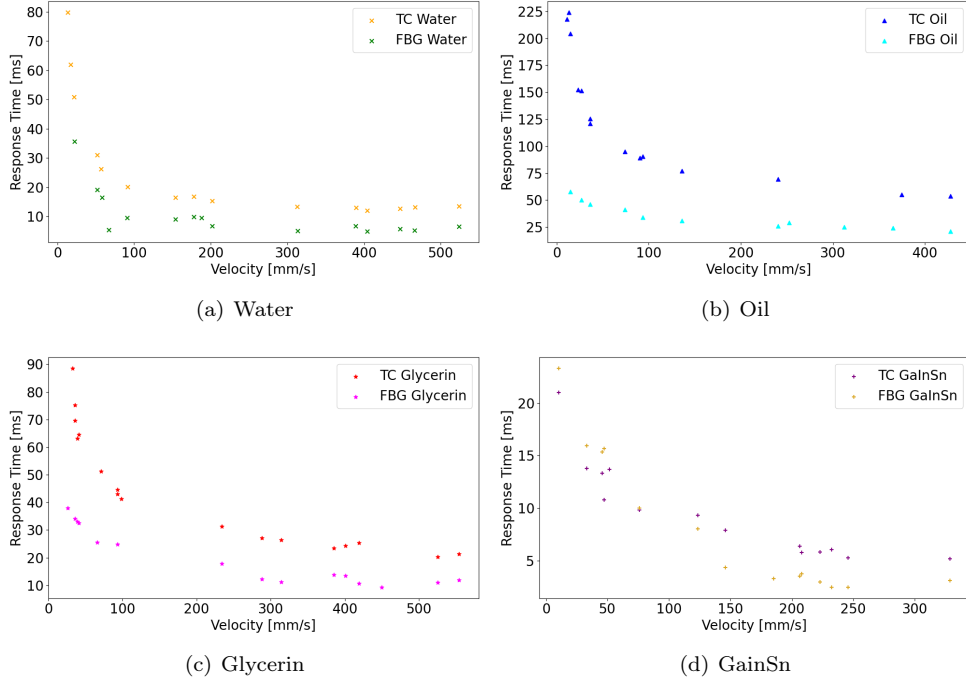 80
70
60
50
40
30
20
10
0
100
200
300
400
500
Response Time [ms]
Velocity [mm/s]
TC Water
FBG Water
(a) Water
225
200
175
150
125
100
75
50
25
0
100
200
300
400
Response Time [ms]
Velocity [mm/s]
TC Oil
FBG Oil
(b) Oil
90
80
70
60
50
40
30
20
10
0
100
200
300
400
500
Response Time [ms]
Velocity [mm/s]
TC Glycerin
FBG Glycerin
(c) Glycerin
20
15
10
5
0
50
100
150
200
250
300
Response Time [ms]
Velocity [mm/s]
TC GaInSn
FBG GaInSn
(d) GainSn